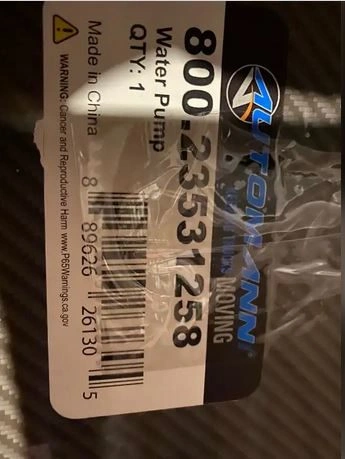 AUTOMANN
MOVING
800.23531258
Water Pump
QTY: 1
Made in China
8 89626 26130 5
WARNING: Cancer and Reproductive Harm www.P65Warnings.ca.gov